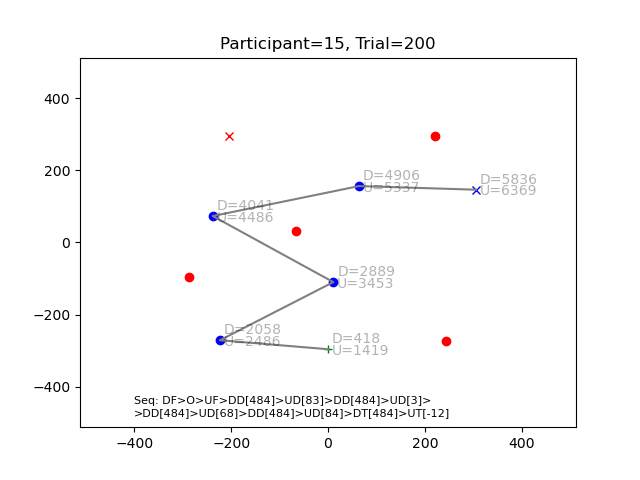 Participant=15, Trial=200
400
200
0
−200
−400
D=4906
U=5337
D=5836
U=6369
D=4041
U=4486
D=2889
U=3453
D=2058
U=2486
D=418
U=1419
Seq: DF>O>UF>DD[484]>UD[83]>DD[484]>UD[3]>
>DD[484]>UD[68]>DD[484]>UD[84]>DT[484]>UT[-12]
−400 −200 0 200 400